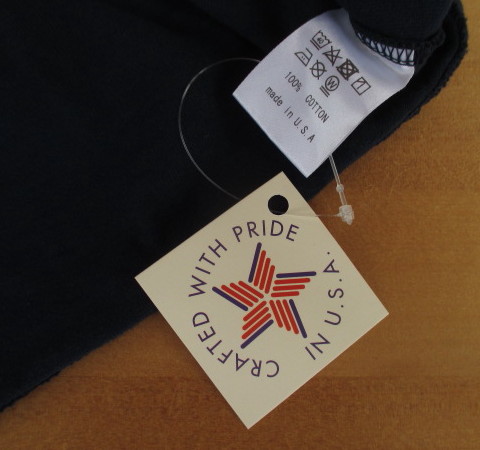 100% COTTON
made in U.S.A
CRAFTED WITH PRIDE
IN U.S.A.